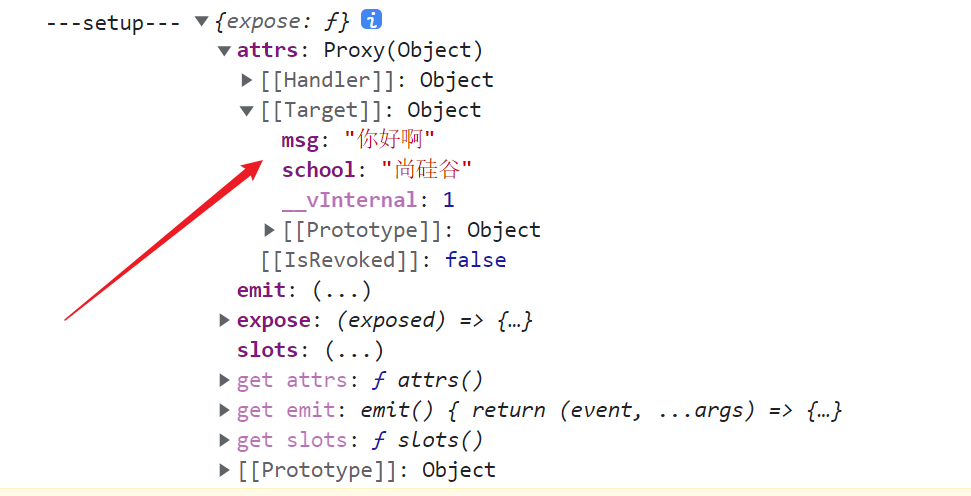 ---setup--- ▼{expose: ƒ} i
▼attrs: Proxy(Object)
▶[[Handler]]: Object
▼[[Target]]: Object
msg: "你好啊"
school: "尚硅谷"
__vInternal: 1
▶[[Prototype]]: Object
[[IsRevoked]]: false
emit: (...)
▶expose: (exposed) => {…}
slots: (...)
▶get attrs: ƒ attrs()
▶get emit: emit() { return (event, ...args) => {…}
▶get slots: ƒ slots()
▶[[Prototype]]: Object